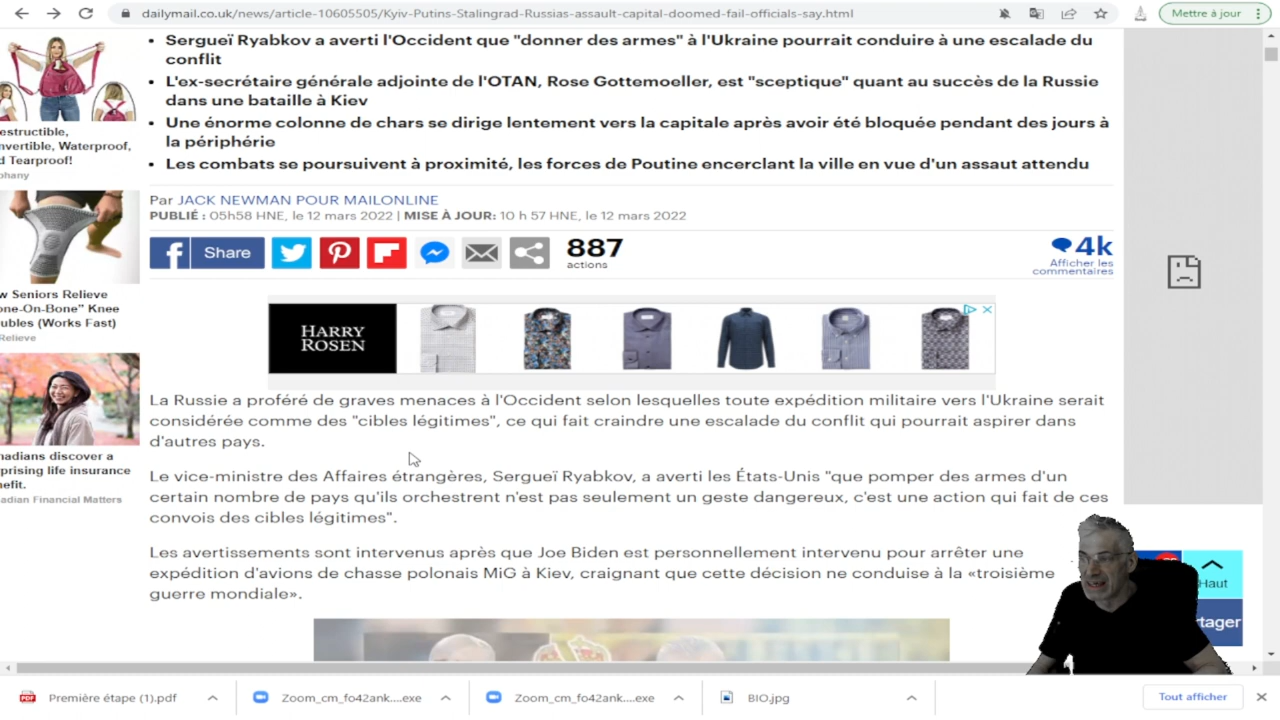 dailymail.co.uk/news/article-10605505/Kyiv-Putins-Stalingrad-Russias-assault-capital-doomed-fail-officials-say.html
Mettre à jour
• Sergueï Ryabkov a averti l'Occident que "donner des armes" à l'Ukraine pourrait conduire à une escalade du
conflit
• L'ex-secrétaire générale adjointe de l'OTAN, Rose Gottemoeller, est "sceptique" quant au succès de la Russie
dans une bataille à Kiev
• Une énorme colonne de chars se dirige lentement vers la capitale après avoir été bloquée pendant des jours à
la périphérie
• Les combats se poursuivent à proximité, les forces de Poutine encerclant la ville en vue d'un assaut attendu
Par JACK NEWMAN POUR MAILONLINE
PUBLIÉ : 05h58 HNE, le 12 mars 2022 | MISE À JOUR: 10 h 57 HNE, le 12 mars 2022
Share
887
actions
4k
Afficher les
commentaires
HARRY
ROSEN
La Russie a proféré de graves menaces à l'Occident selon lesquelles toute expédition militaire vers l'Ukraine serait
considérée comme des "cibles légitimes", ce qui fait craindre une escalade du conflit qui pourrait aspirer dans
d'autres pays.
Le vice-ministre des Affaires étrangères, Sergueï Ryabkov, a averti les États-Unis "que pomper des armes d'un
certain nombre de pays qu'ils orchestrent n'est pas seulement un geste dangereux, c'est une action qui fait de ces
convois des cibles légitimes".
Les avertissements sont intervenus après que Joe Biden est personnellement intervenu pour arrêter une
expédition d'avions de chasse polonais MiG à Kiev, craignant que cette décision ne conduise à la «troisième
guerre mondiale».
estructible,
nvertible, Waterproof,
d Tearproof!
phany
w Seniors Relieve
one-On-Bone" Knee
ubles (Works Fast)
Relieve
nadians discover a
prising life insurance
nefit.
adian Financial Matters
Haut
rtager
Première étape (1).pdf
Zoom_cm_fo42ank....exe
Zoom_cm_fo42ank....exe
BIO.jpg
Tout afficher